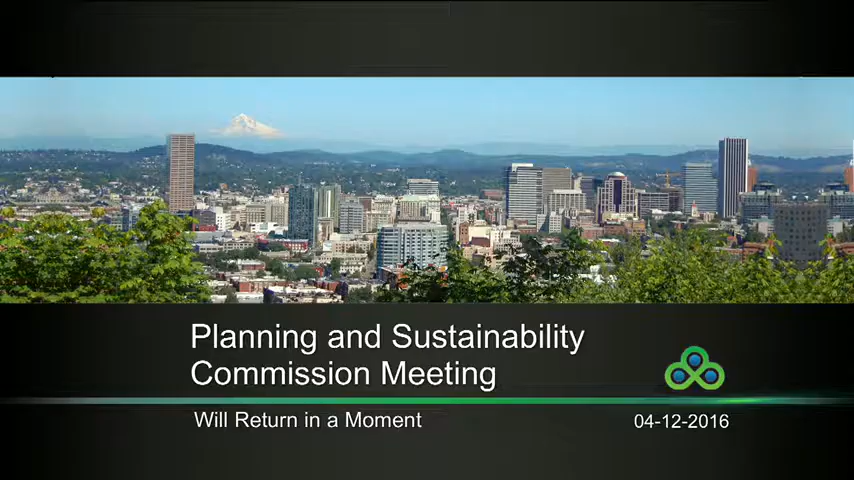 Planning and Sustainability
Commission Meeting
Will Return in a Moment
04-12-2016